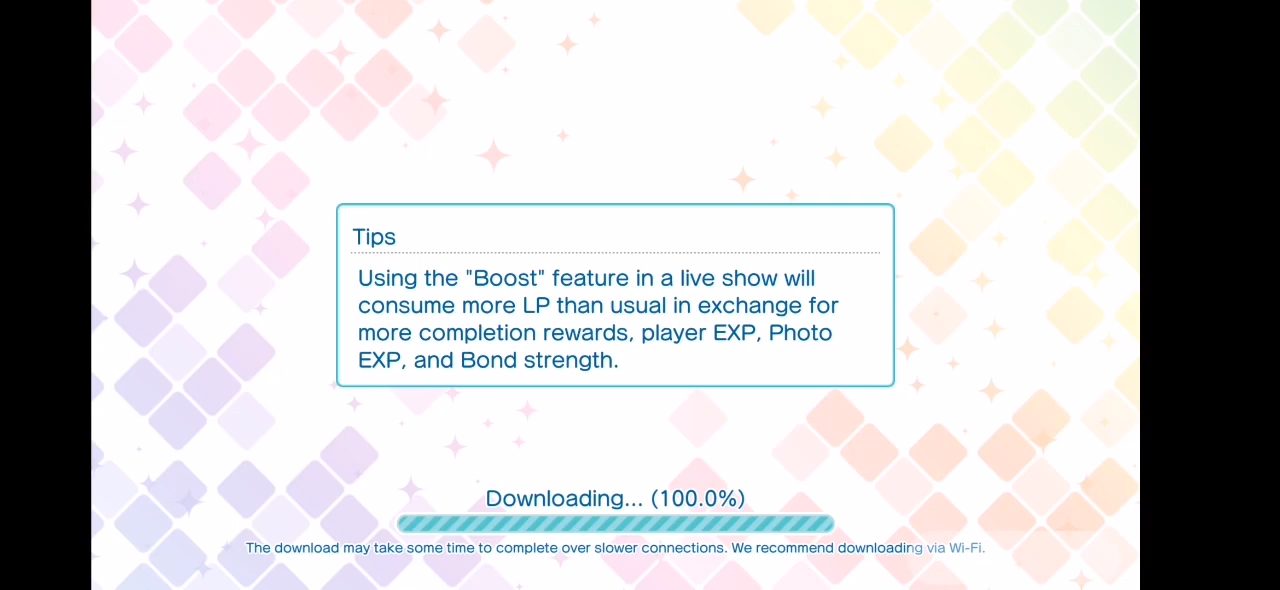 Tips
Using the "Boost" feature in a live show will
consume more LP than usual in exchange for
more completion rewards, player EXP, Photo
EXP, and Bond strength.
Downloading... (100.0%)
The download may take some time to complete over slower connections. We recommend downloading via Wi-Fi.